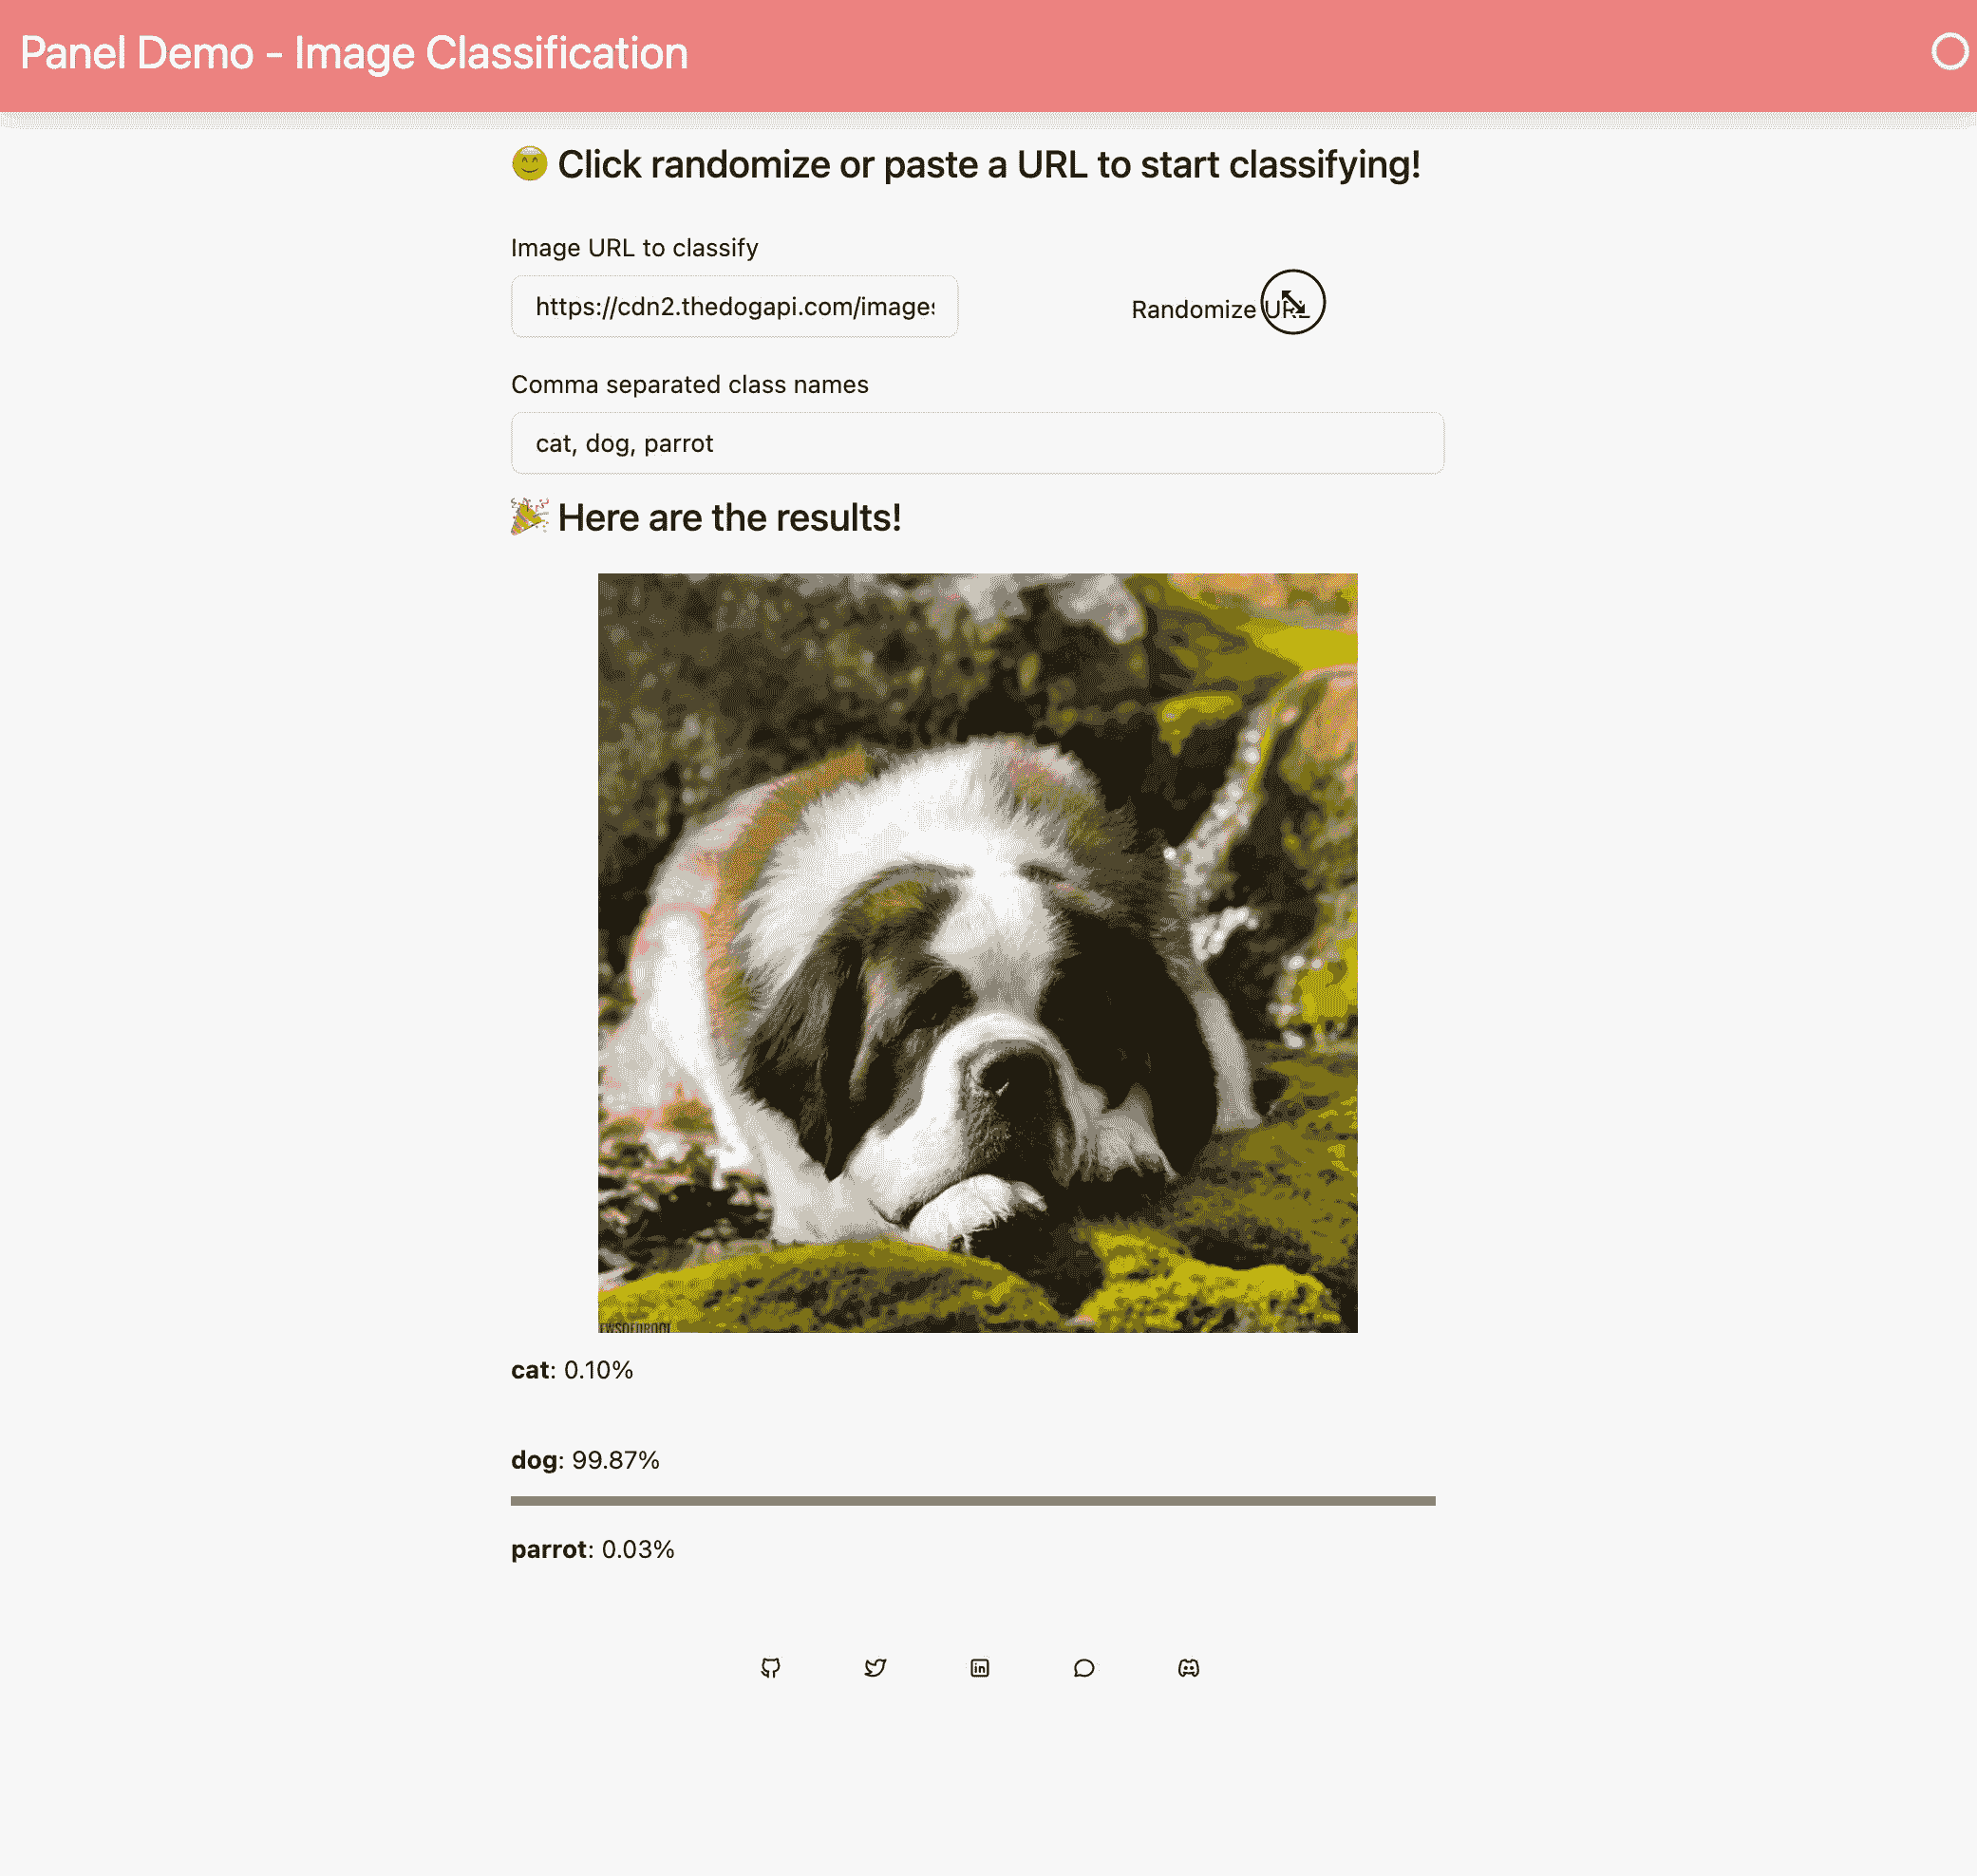 Panel Demo - Image Classification
😊 Click randomize or paste a URL to start classifying!
Image URL to classify
https://cdn2.thedogapi.com/images
Randomize URL
Comma separated class names
cat, dog, parrot
🎉 Here are the results!
cat: 0.10%
dog: 99.87%
parrot: 0.03%
in